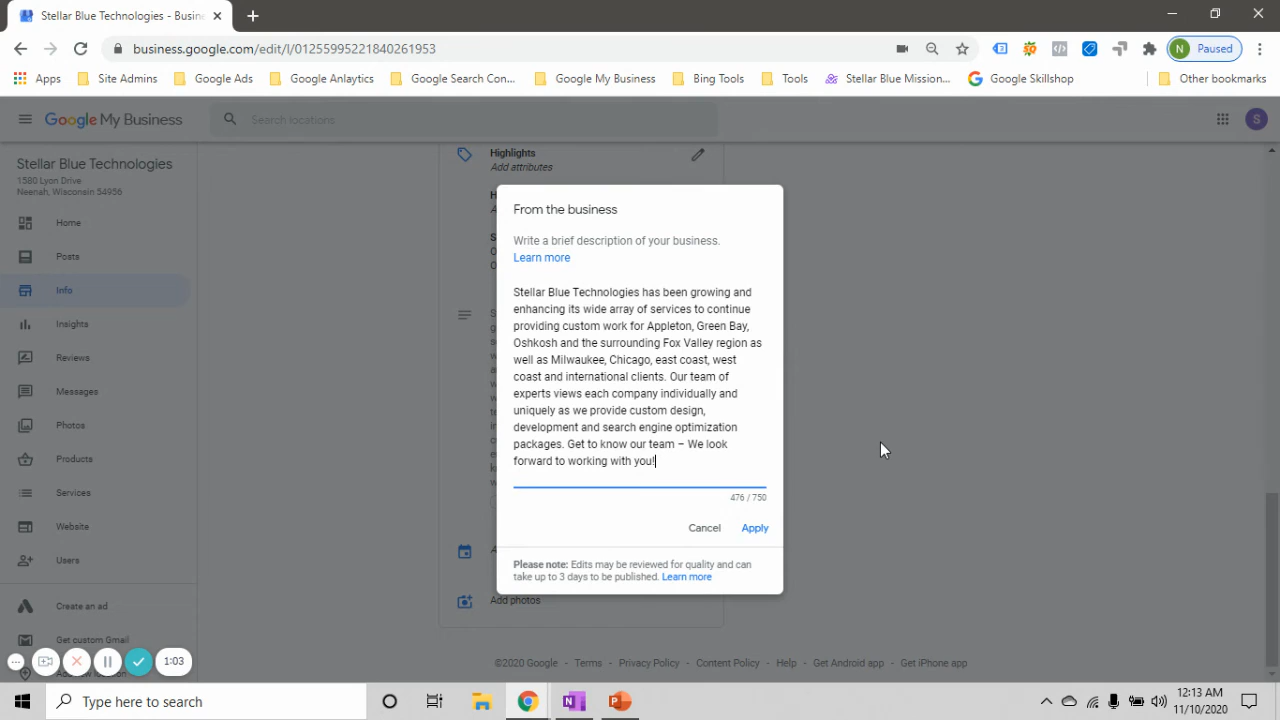 Stellar Blue Technologies - Busin
business.google.com/edit/l/01255995221840261953
Paused
Apps
Site Admins
Google Ads
Google Anlaytics
Google Search Con...
Google My Business
Bing Tools
Tools
Stellar Blue Mission...
Google Skillshop
Other bookmarks
Google My Business
Search locations
S
Stellar Blue Technologies
1580 Lyon Drive
Neenah, Wisconsin 54956
Home
Posts
Info
Insights
Reviews
Messages
Photos
Products
Services
Website
Users
Create an ad
Get custom Gmail
Highlights
Add attributes
From the business
Write a brief description of your business.
Learn more
Stellar Blue Technologies has been growing and
enhancing its wide array of services to continue
providing custom work for Appleton, Green Bay,
Oshkosh and the surrounding Fox Valley region as
well as Milwaukee, Chicago, east coast, west
coast and international clients. Our team of
experts views each company individually and
uniquely as we provide custom design,
development and search engine optimization
packages. Get to know our team – We look
forward to working with you!
476 / 750
Cancel
Apply
Please note: Edits may be reviewed for quality and can
take up to 3 days to be published. Learn more
Add photos
©2020 Google - Terms - Privacy Policy - Content Policy - Help - Get Android app - Get iPhone app
1:03
Type here to search
12:13 AM
11/10/2020